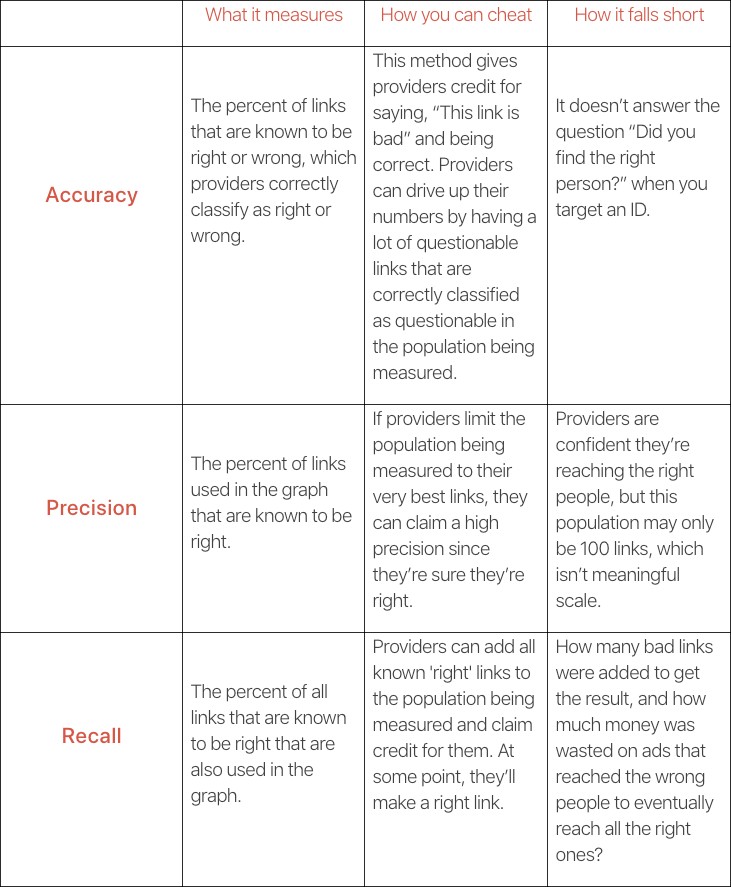 What it measures
How you can cheat
How it falls short
Accuracy
The percent of links
that are known to be
right or wrong, which
providers correctly
classify as right or
wrong.
This method gives
providers credit for
saying, “This link is
bad” and being
correct. Providers
can drive up their
numbers by having a
lot of questionable
links that are
correctly classified
as questionable in
the population being
measured.
It doesn’t answer the
question “Did you
find the right
person?” when you
target an ID.
Precision
The percent of links
used in the graph
that are known to be
right.
If providers limit the
population being
measured to their
very best links, they
can claim a high
precision since
they’re sure they’re
right.
Providers are
confident they’re
reaching the right
people, but this
population may only
be 100 links, which
isn’t meaningful
scale.
Recall
The percent of all
links that are known
to be right that are
also used in the
graph.
Providers can add all
known 'right' links to
the population being
measured and claim
credit for them. At
some point, they’ll
make a right link.
How many bad links
were added to get
the result, and how
much money was
wasted on ads that
reached the wrong
people to eventually
reach all the right
ones?